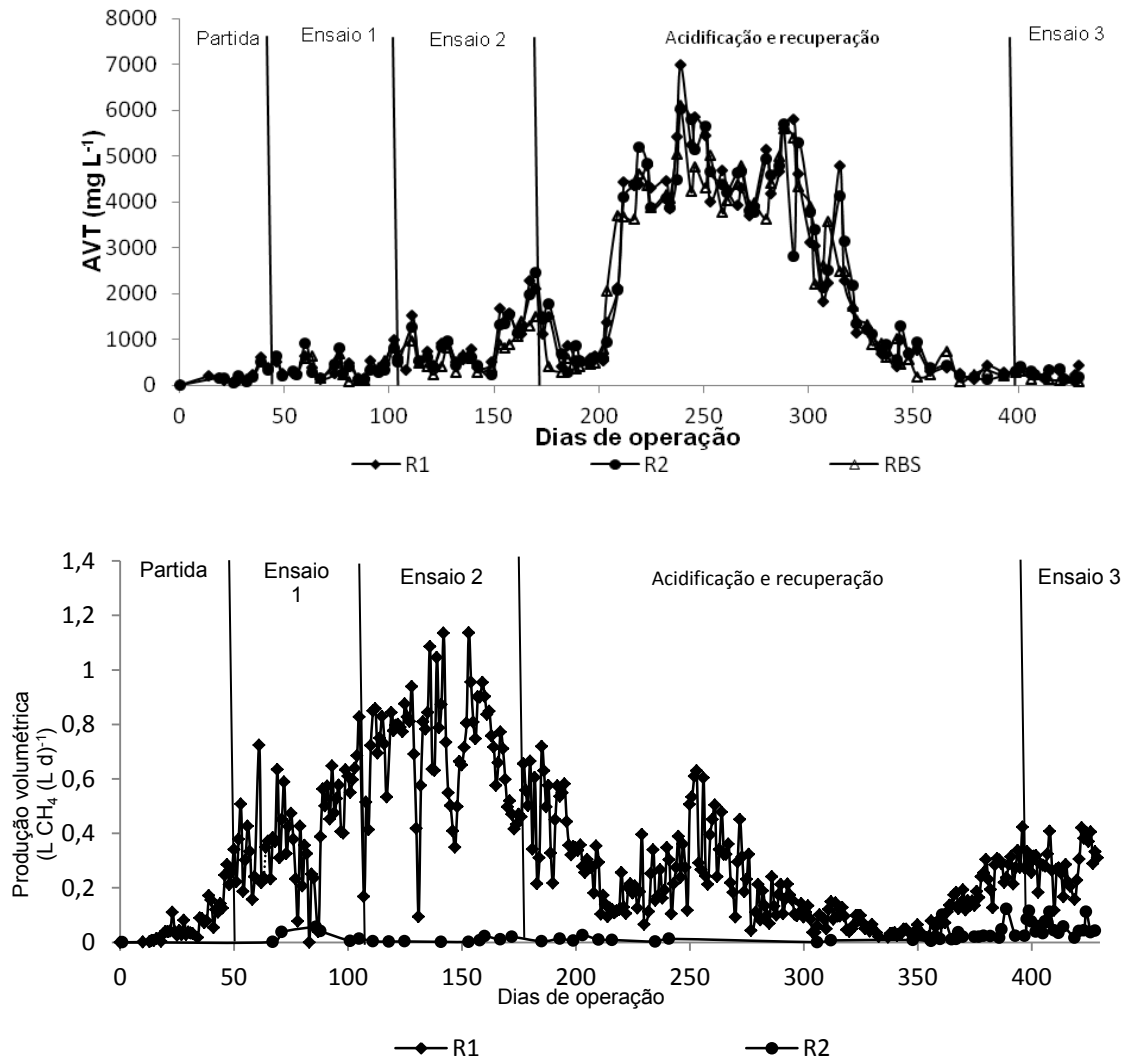 8000
7000
6000
5000
4000
3000
2000
1000
0
AVT (mg L-1)
Partida
Ensaio 1
Ensaio 2
Acidificação e recuperação
Ensaio 3
0 50 100 150 200 250 300 350 400
Dias de operação
R1 R2 RBS
1,4
1,2
1
0,8
0,6
0,4
0,2
0
Produção volumétrica
(L CH4 (L d)-1)
Partida
Ensaio
1
Ensaio 2
Acidificação e recuperação
Ensaio 3
0 50 100 150 200 250 300 350 400
Dias de operação
R1 R2